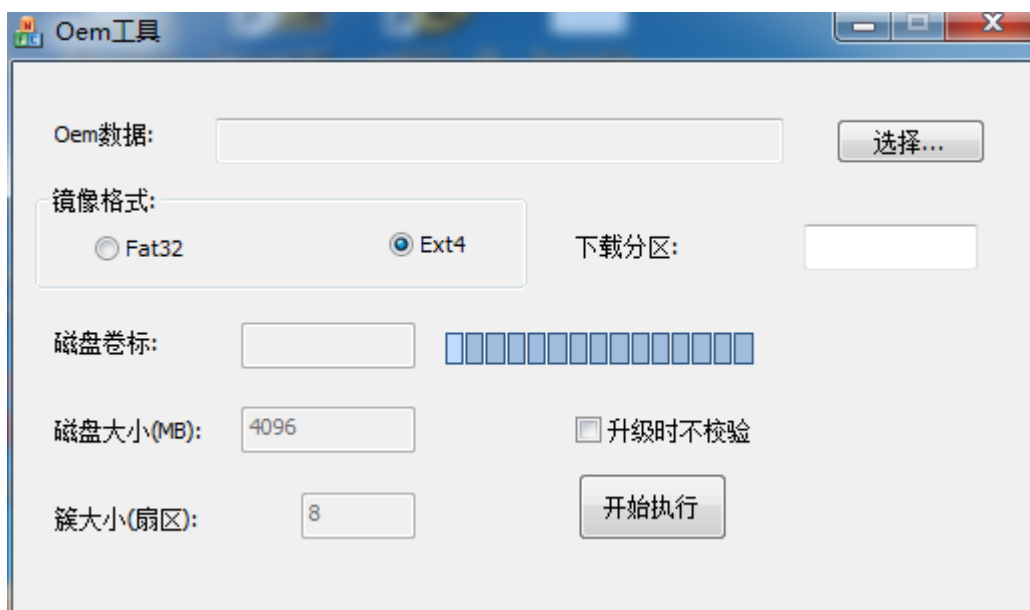 Oem工具
Oem数据:
选择...
镜像格式:
Fat32 Ext4
下载分区:
磁盘卷标:
磁盘大小(MB): 4096
升级时不校验
簇大小(扇区): 8
开始执行